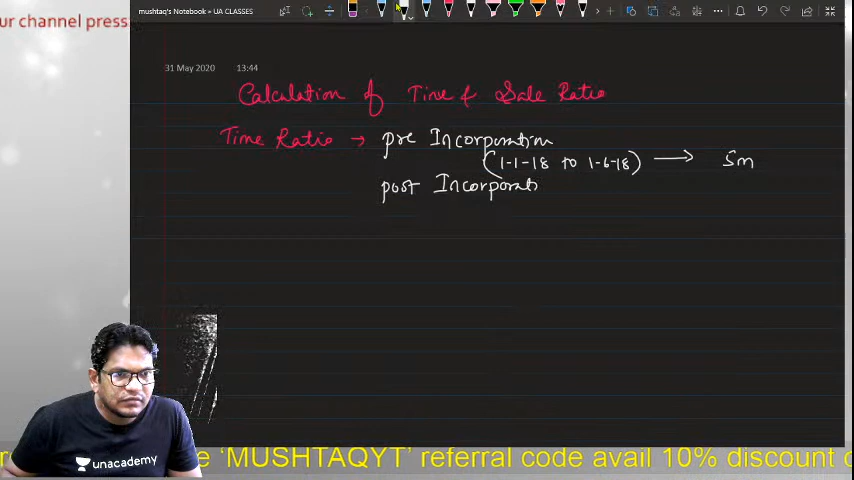 ur channel press
mushtaq's Notebook » UA CLASSES
31 May 2020 13:44
Calculation of Time & Sale Ratio
Time Ratio → pre Incorporation
(1-1-18 to 1-6-18) → 5m
post Incorporati
unacademy
e 'MUSHTAQYT' referral code avail 10% discount